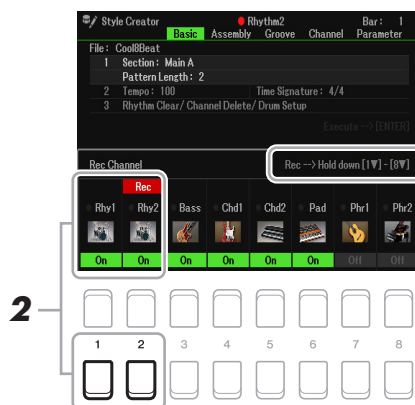 Style Creator Rhythm2 Bar: 1
Basic Assembly Groove Channel Parameter
File: Cool8Beat
1 Section: Main A
Pattern Length: 2
2 Tempo: 100 Time Signature: 4/4
3 Rhythm Clear/Channel Delete/Drum Setup
Execute-->[ENTER]
Rec Channel Rec --> Hold down [1▼]-[8▼]
Rec
Rhy1 Rhy2 Bass Chd1 Chd2 Pad Phr1 Phr2
On On On On On On Off Off
2
1 2 3 4 5 6 7 8